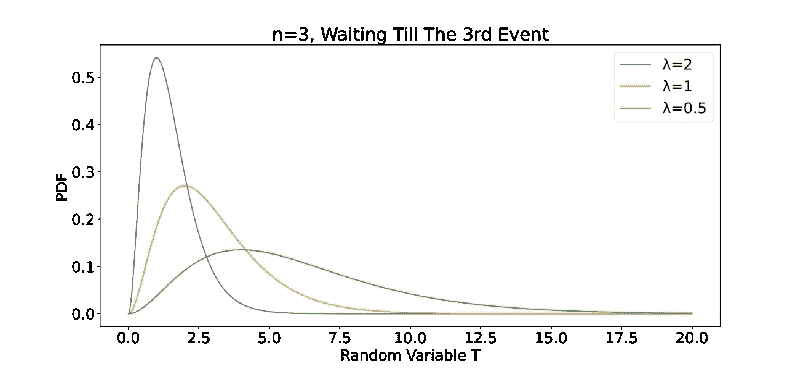 n=3, Waiting Till The 3rd Event
λ=2
λ=1
λ=0.5
PDF
0.5
0.4
0.3
0.2
0.1
0.0
0.0 2.5 5.0 7.5 10.0 12.5 15.0 17.5 20.0
Random Variable T